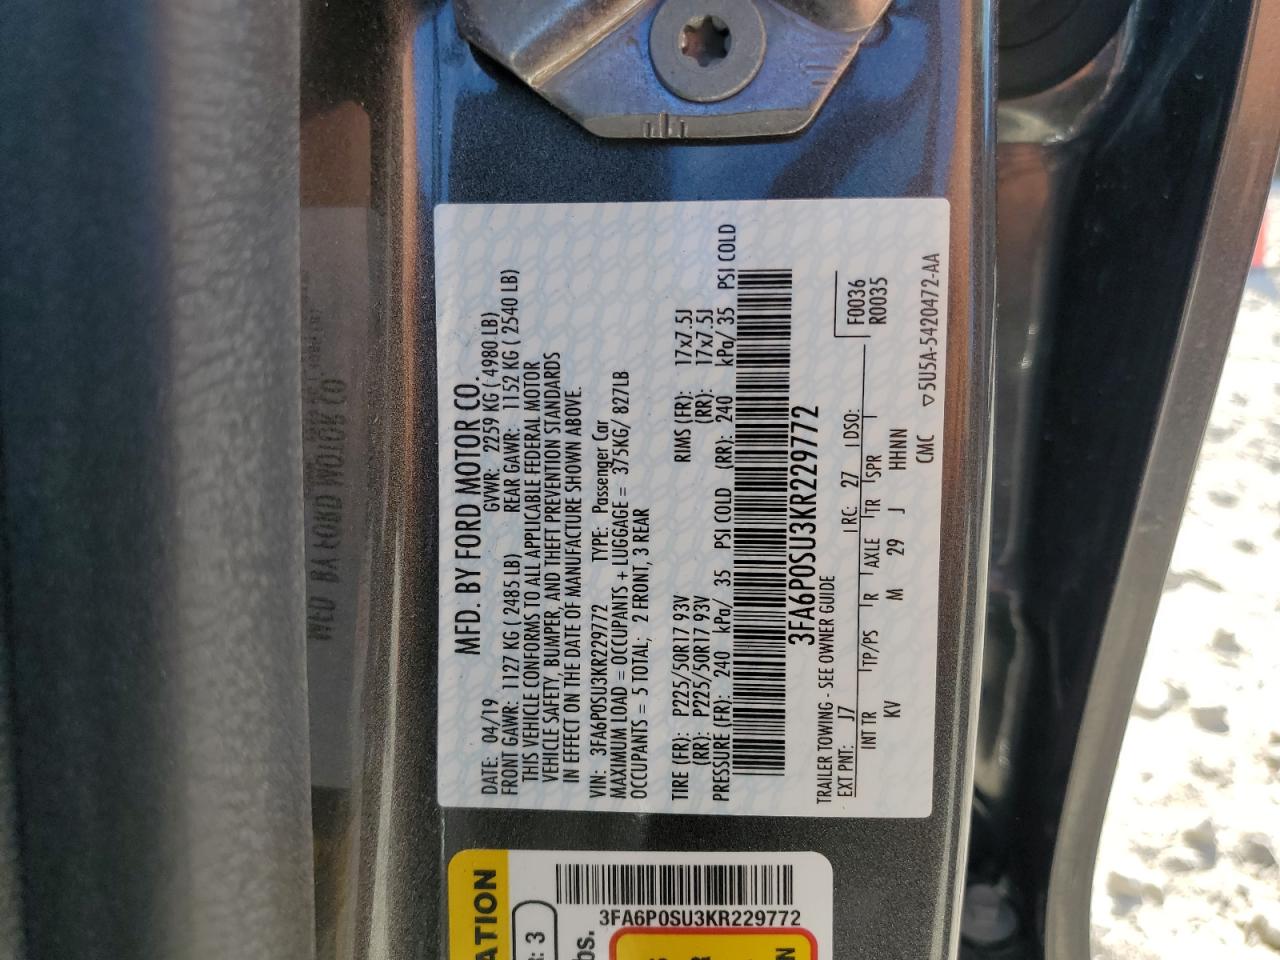 MFD. BY FORD MOTOR CO.
DATE: 04/19 GVWR: 2259 KG ( 4980 LB)
FRONT GAWR: 1127 KG ( 2485 LB) REAR GAWR: 1152 KG ( 2540 LB)
THIS VEHICLE CONFORMS TO ALL APPLICABLE FEDERAL MOTOR
VEHICLE SAFETY, BUMPER, AND THEFT PREVENTION STANDARDS
IN EFFECT ON THE DATE OF MANUFACTURE SHOWN ABOVE.
VIN: 3FA6P0SU3KR229772 TYPE: Passenger Car
MAXIMUM LOAD = OCCUPANTS + LUGGAGE = 375KG/ 827LB
OCCUPANTS = 5 TOTAL; 2 FRONT, 3 REAR
TIRE (FR): P225/50R17 93V RIMS (FR): 17x7.5J
(RR): P225/50R17 93V (RR): 17x7.5J
PRESSURE (FR): 240 kPa/ 35 PSI COLD (RR): 240 kPa/ 35 PSI COLD
3FA6P0SU3KR229772
TRAILER TOWING - SEE OWNER GUIDE
EXT PNT: J7 RC: 27 DSO: F0036
R0035
INT TR TP/PS R AXLE TR SPR
KV M 29 J HHNN
CMC ▽5U5A-5420472-AA
ATION
R: 3
3FA6P0SU3KR229772
bs.